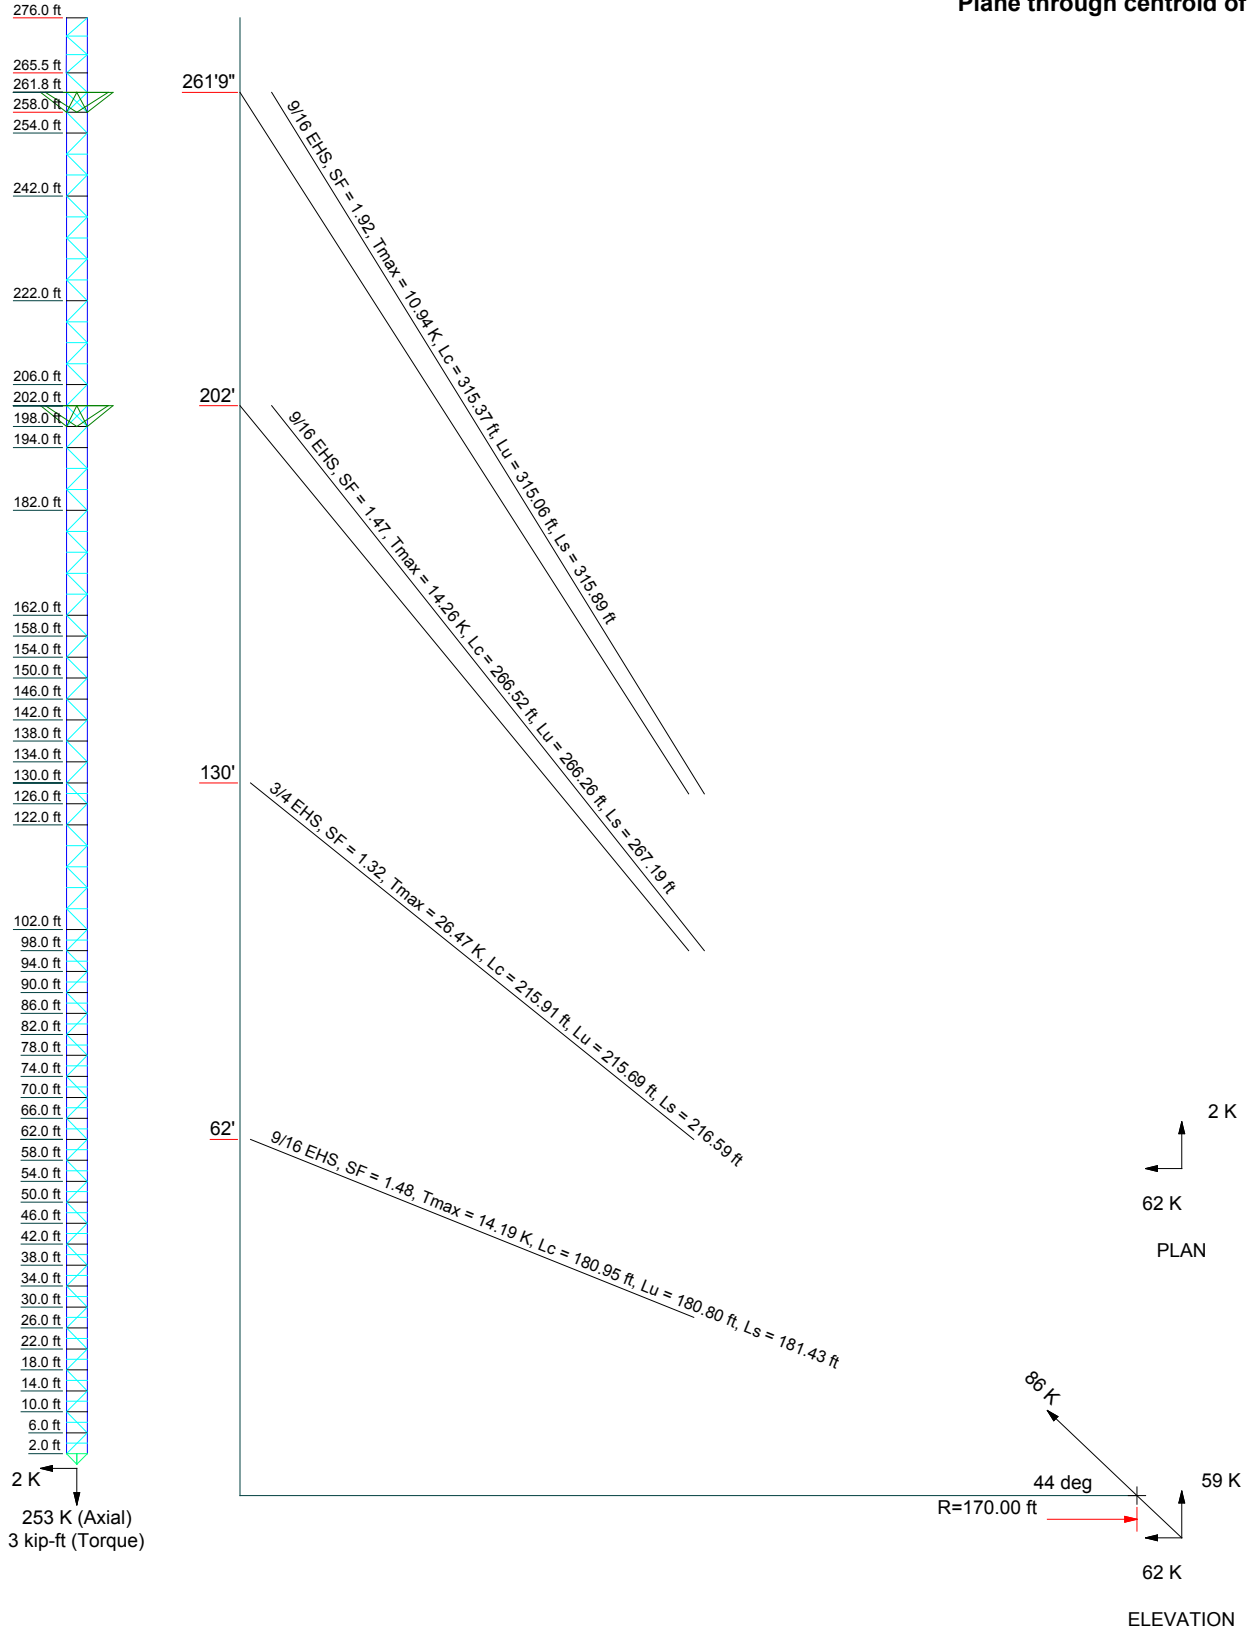 Plane through centroid of
276.0 ft
265.5 ft
261.8 ft
258.0 ft
254.0 ft
242.0 ft
222.0 ft
206.0 ft
202.0 ft
198.0 ft
194.0 ft
182.0 ft
162.0 ft
158.0 ft
154.0 ft
150.0 ft
146.0 ft
142.0 ft
138.0 ft
134.0 ft
130.0 ft
126.0 ft
122.0 ft
102.0 ft
98.0 ft
94.0 ft
90.0 ft
86.0 ft
82.0 ft
78.0 ft
74.0 ft
70.0 ft
66.0 ft
62.0 ft
58.0 ft
54.0 ft
50.0 ft
46.0 ft
42.0 ft
38.0 ft
34.0 ft
30.0 ft
26.0 ft
22.0 ft
18.0 ft
14.0 ft
10.0 ft
6.0 ft
2.0 ft
2 K
253 K (Axial)
3 kip-ft (Torque)
261'9"
9/16 EHS, SF = 1.92, Tmax = 10.94 K, Lc = 315.37 ft, Lu = 315.06 ft, Ls = 315.89 ft
202'
9/16 EHS, SF = 1.47, Tmax = 14.26 K, Lc = 266.52 ft, Lu = 266.26 ft, Ls = 267.19 ft
130'
3/4 EHS, SF = 1.32, Tmax = 26.47 K, Lc = 215.91 ft, Lu = 215.69 ft, Ls = 216.59 ft
62'
9/16 EHS, SF = 1.48, Tmax = 14.19 K, Lc = 180.95 ft, Lu = 180.80 ft, Ls = 181.43 ft
2 K
62 K
PLAN
86 K
44 deg
59 K
R=170.00 ft
62 K
ELEVATION